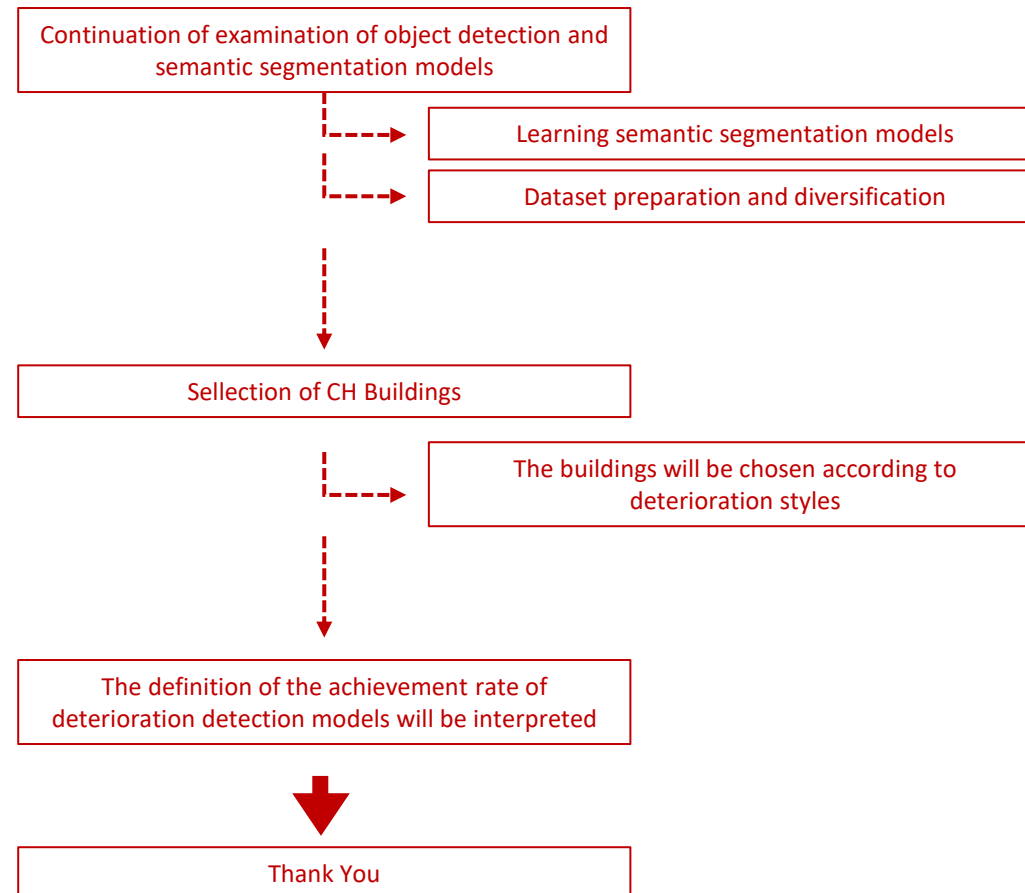 Continuation of examination of object detection and
semantic segmentation models
Learning semantic segmentation models
Dataset preparation and diversification
Sellection of CH Buildings
The buildings will be chosen according to
deterioration styles
The definition of the achievement rate of
deterioration detection models will be interpreted
Thank You